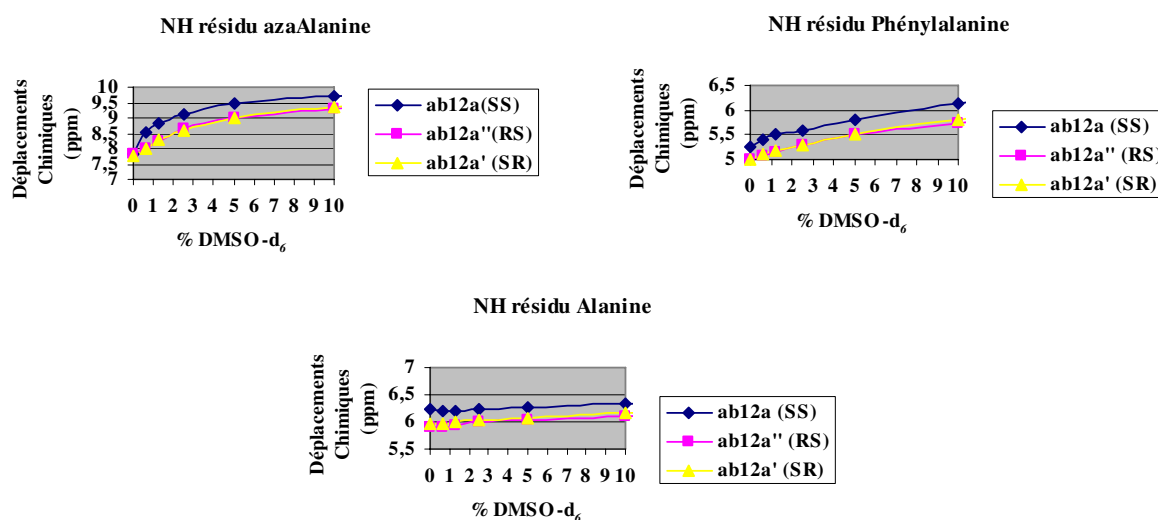 NH résidu azaAlanine
Déplacements
Chimiques
(ppm)
10
9,5
9
8,5
8
7,5
7
0 1 2 3 4 5 6 7 8 9 10
% DMSO-d6
ab12a(SS)
ab12a"(RS)
ab12a' (SR)
NH résidu Phénylalanine
Déplacements
Chimiques
(ppm)
6,5
6
5,5
5
0 1 2 3 4 5 6 7 8 9 10
% DMSO-d6
ab12a (SS)
ab12a" (RS)
ab12a' (SR)
NH résidu Alanine
Déplacements
Chimiques
(ppm)
7
6,5
6
5,5
0 1 2 3 4 5 6 7 8 9 10
% DMSO-d6
ab12a (SS)
ab12a" (RS)
ab12a' (SR)